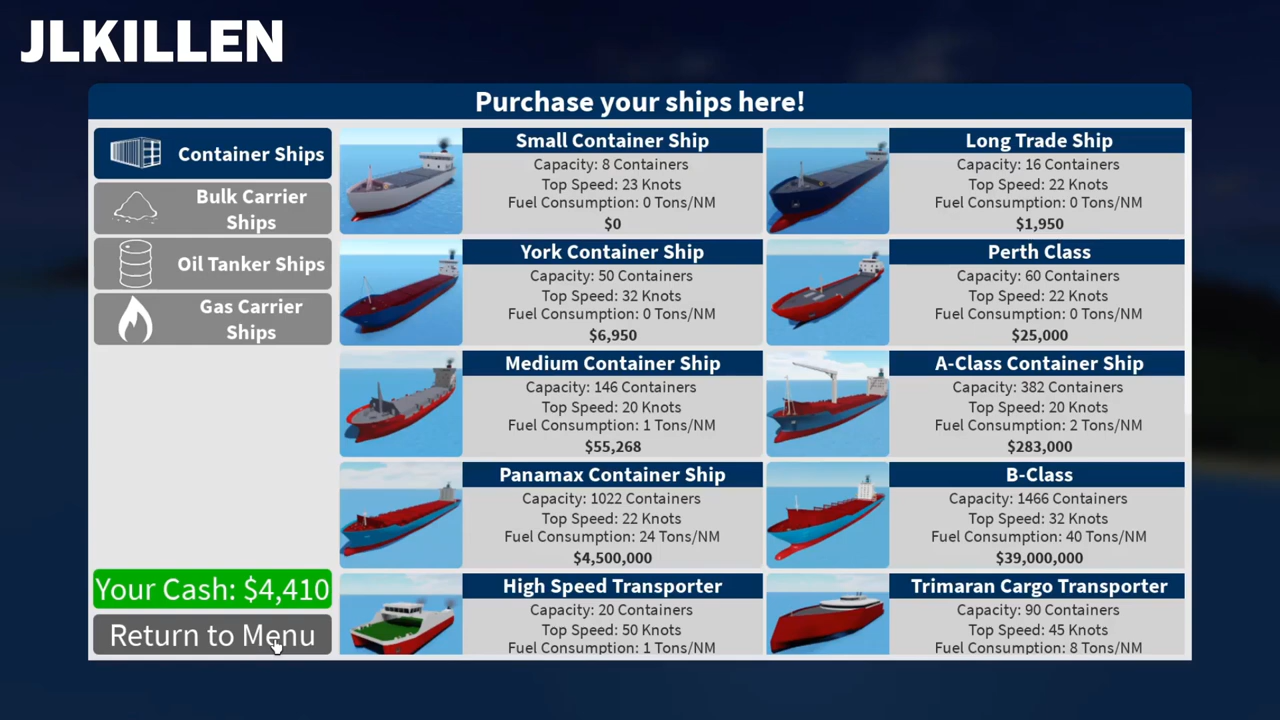 JLKILLEN
Purchase your ships here!
Container Ships
Bulk Carrier
Ships
Oil Tanker Ships
Gas Carrier
Ships
Your Cash: $4,410
Return to Menu
Small Container Ship
Capacity: 8 Containers
Top Speed: 23 Knots
Fuel Consumption: 0 Tons/NM
$0
Long Trade Ship
Capacity: 16 Containers
Top Speed: 22 Knots
Fuel Consumption: 0 Tons/NM
$1,950
York Container Ship
Capacity: 50 Containers
Top Speed: 32 Knots
Fuel Consumption: 0 Tons/NM
$6,950
Perth Class
Capacity: 60 Containers
Top Speed: 22 Knots
Fuel Consumption: 0 Tons/NM
$25,000
Medium Container Ship
Capacity: 146 Containers
Top Speed: 20 Knots
Fuel Consumption: 1 Tons/NM
$55,268
A-Class Container Ship
Capacity: 382 Containers
Top Speed: 20 Knots
Fuel Consumption: 2 Tons/NM
$283,000
Panamax Container Ship
Capacity: 1022 Containers
Top Speed: 22 Knots
Fuel Consumption: 24 Tons/NM
$4,500,000
B-Class
Capacity: 1466 Containers
Top Speed: 32 Knots
Fuel Consumption: 40 Tons/NM
$39,000,000
High Speed Transporter
Capacity: 20 Containers
Top Speed: 50 Knots
Fuel Consumption: 1 Tons/NM
Trimaran Cargo Transporter
Capacity: 90 Containers
Top Speed: 45 Knots
Fuel Consumption: 8 Tons/NM